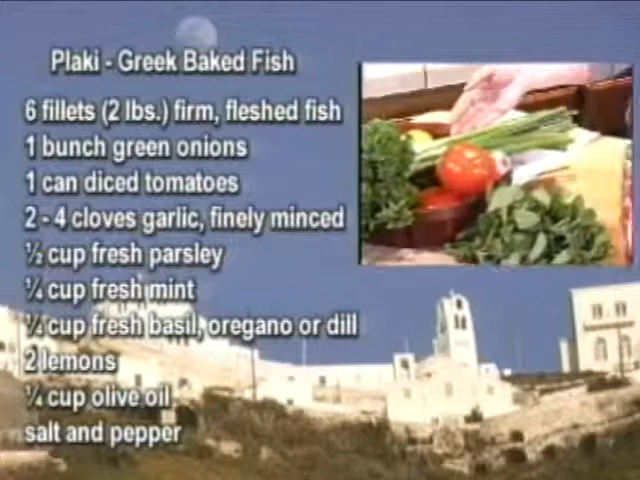 Plaki - Greek Baked Fish
6 fillets (2 lbs.) firm, fleshed fish
1 bunch green onions
1 can diced tomatoes
2 - 4 cloves garlic, finely minced
½ cup fresh parsley
¼ cup fresh mint
¼ cup fresh basil, oregano or dill
2 lemons
¼ cup olive oil
salt and pepper